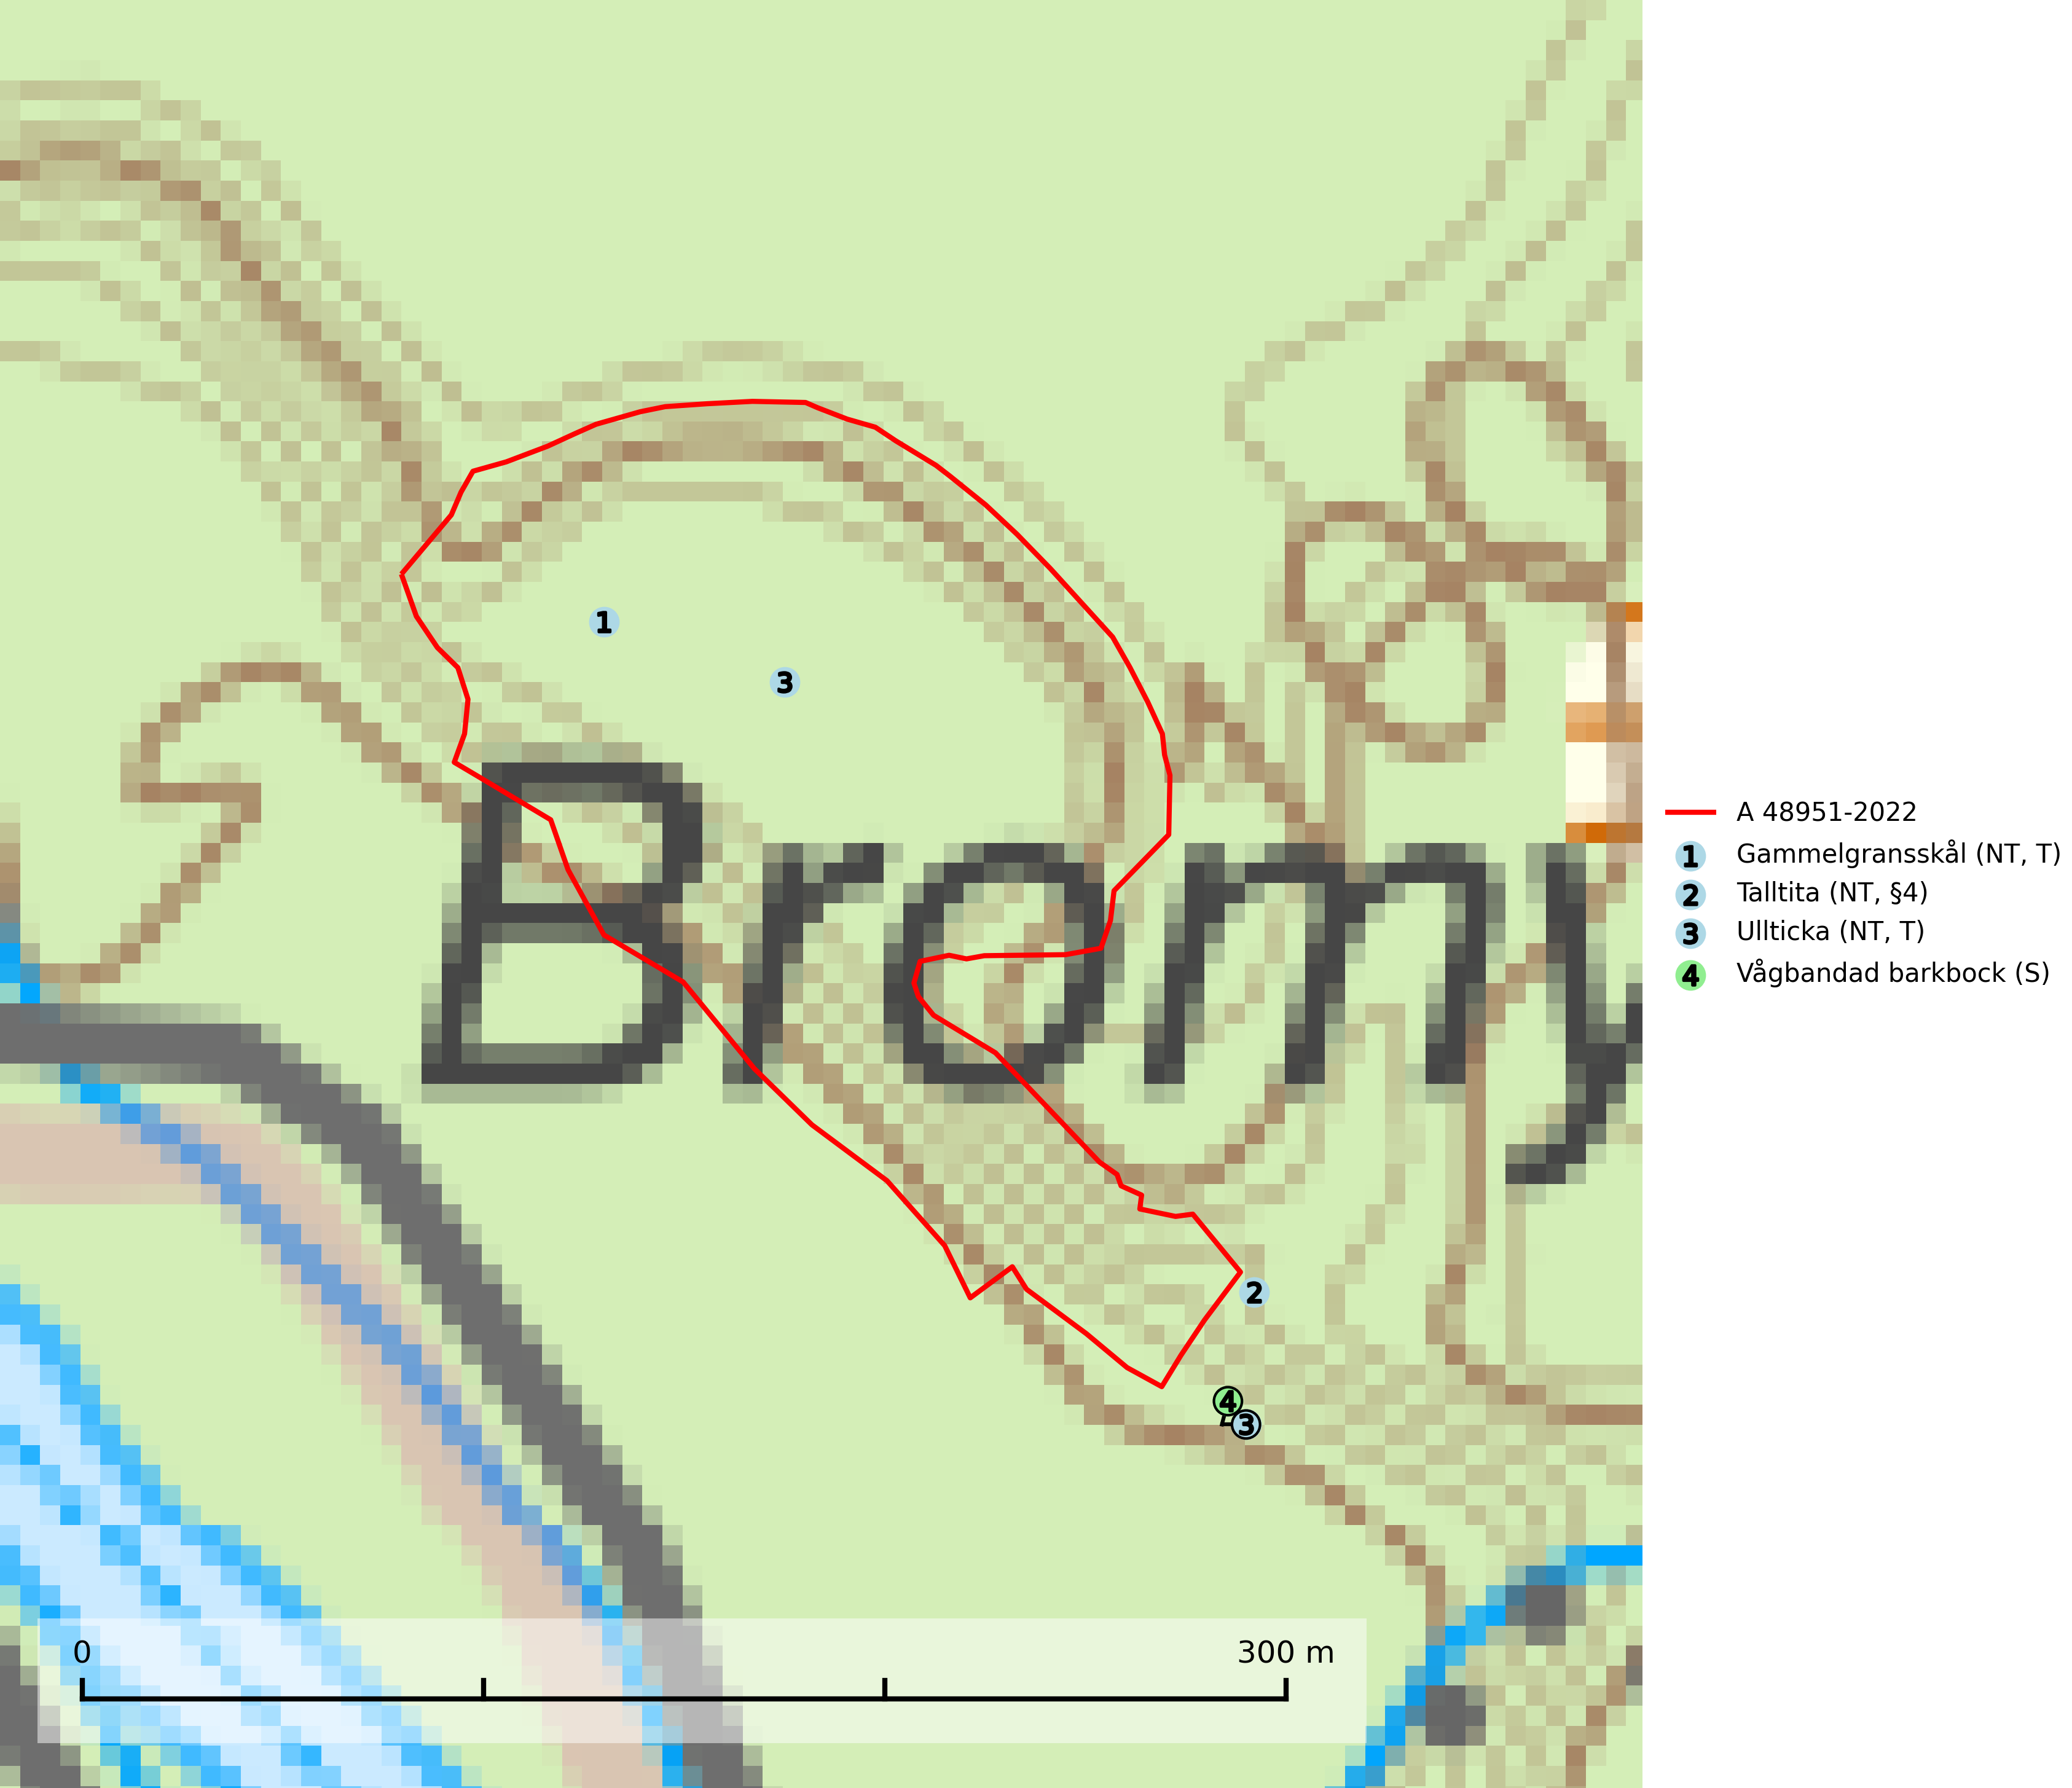 1
3
Bremy
2
4
3
0 300 m
A 48951-2022
1 Gammelgransskål (NT, T)
2 Talltita (NT, §4)
3 Ullticka (NT, T)
4 Vågbandad barkbock (S)